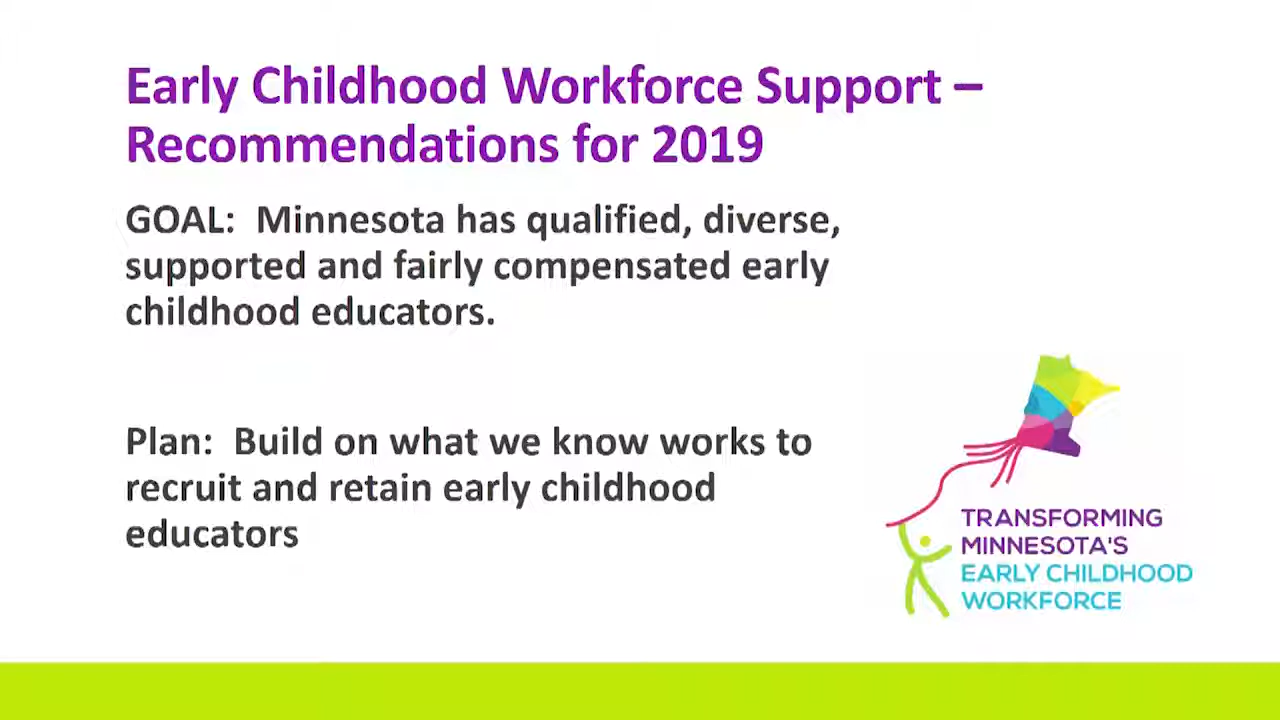 Early Childhood Workforce Support –
Recommendations for 2019
GOAL:  Minnesota has qualified, diverse,
supported and fairly compensated early
childhood educators.
Plan:  Build on what we know works to
recruit and retain early childhood
educators
TRANSFORMING
MINNESOTA'S
EARLY CHILDHOOD
WORKFORCE